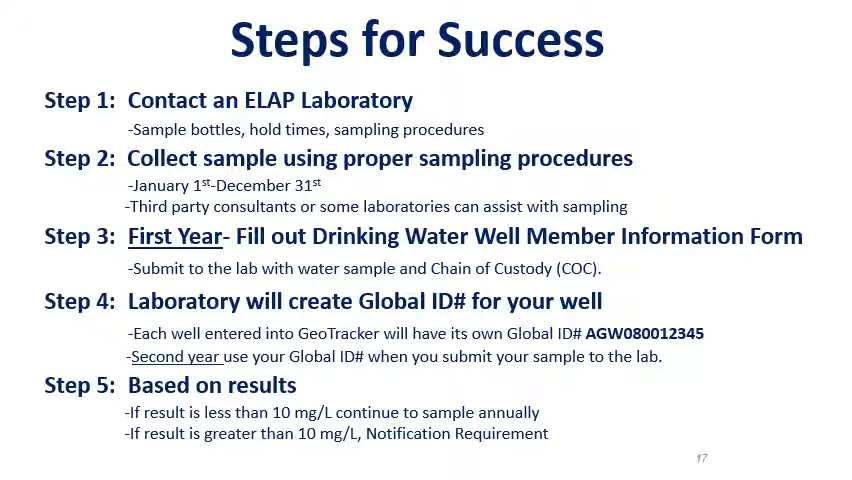 Steps for Success
Step 1: Contact an ELAP Laboratory
-Sample bottles, hold times, sampling procedures
Step 2: Collect sample using proper sampling procedures
-January 1st-December 31st
-Third party consultants or some laboratories can assist with sampling
Step 3: First Year- Fill out Drinking Water Well Member Information Form
-Submit to the lab with water sample and Chain of Custody (COC).
Step 4: Laboratory will create Global ID# for your well
-Each well entered into GeoTracker will have its own Global ID# AGW080012345
-Second year use your Global ID# when you submit your sample to the lab.
Step 5: Based on results
-If result is less than 10 mg/L continue to sample annually
-If result is greater than 10 mg/L, Notification Requirement
17